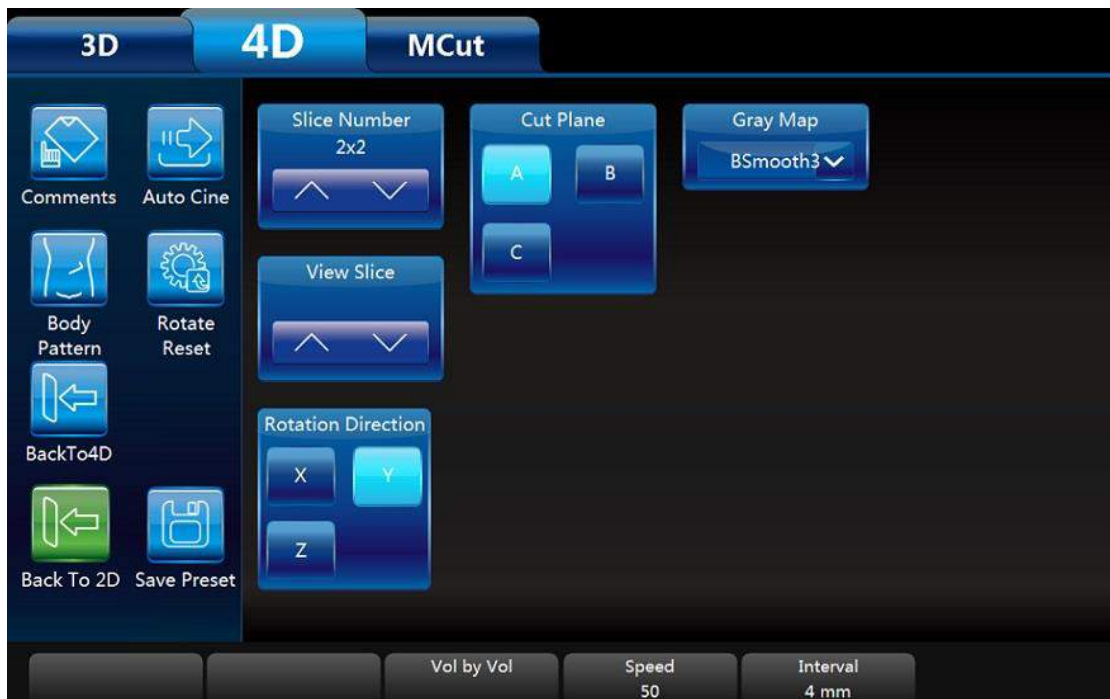 3D
4D
MCut
Comments
Auto Cine
Body
Pattern
Rotate
Reset
BackTo4D
Back To 2D
Save Preset
Slice Number
2x2
View Slice
Rotation Direction
X
Y
Z
Cut Plane
A
B
C
Gray Map
BSmooth3
Vol by Vol
Speed
50
Interval
4 mm